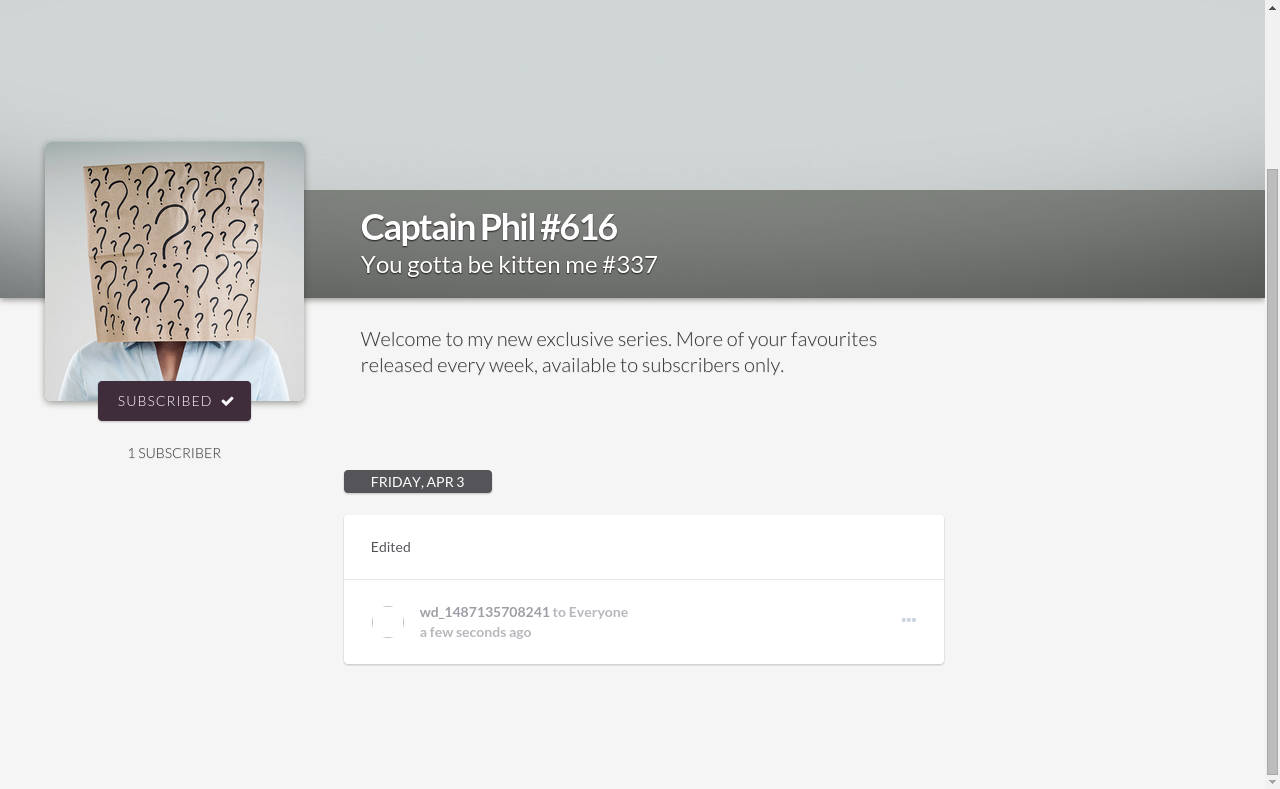 Captain Phil #616
You gotta be kitten me #337
Welcome to my new exclusive series. More of your favourites
released every week, available to subscribers only.
SUBSCRIBED
1 SUBSCRIBER
FRIDAY, APR 3
Edited
wd_1487135708241 to Everyone
a few seconds ago